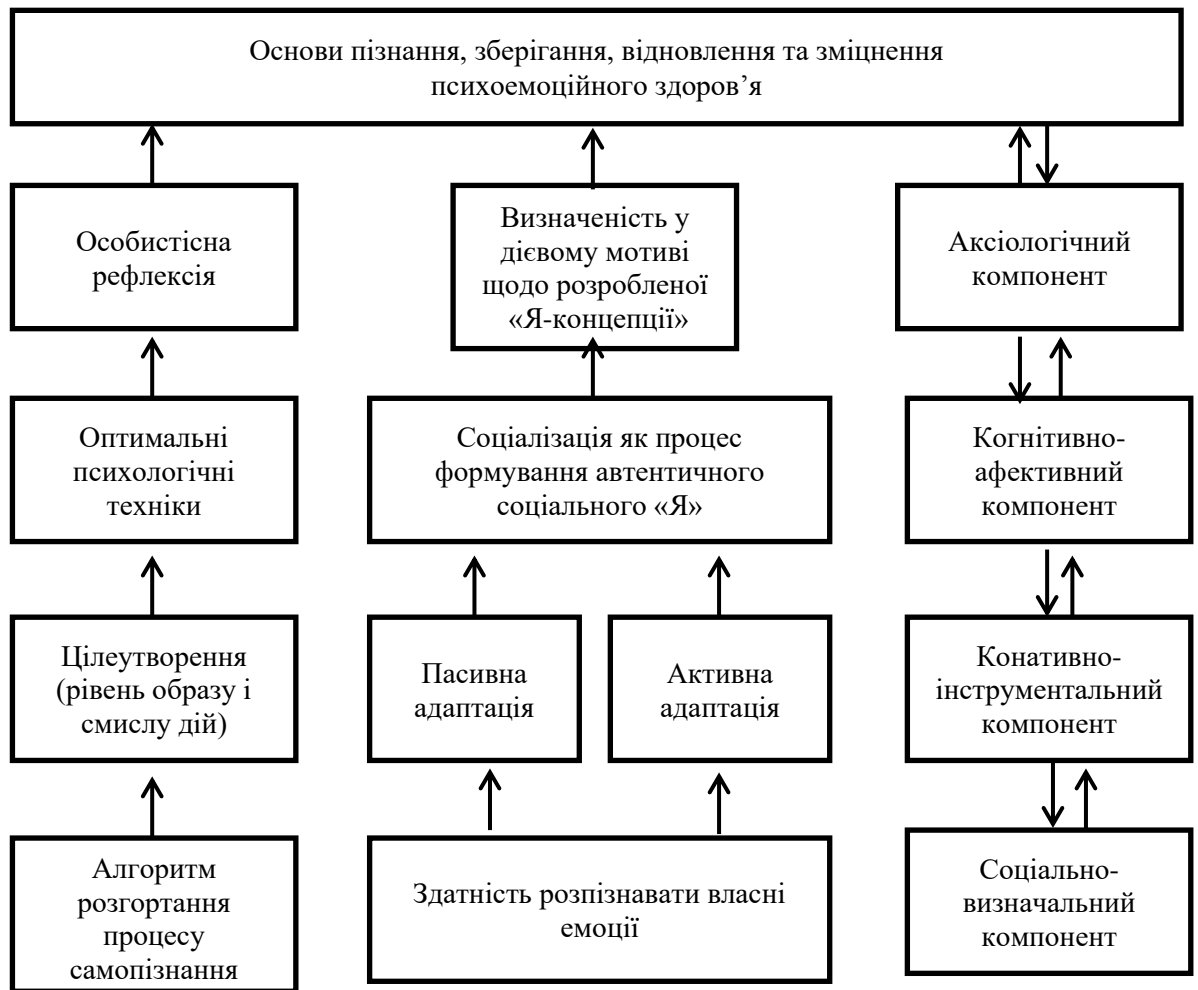 Основи пізнання, зберігання, відновлення та зміцнення
психоемоційного здоров’я
Особистісна
рефлексія
Визначеність у
дієвому мотиві
щодо розробленої
«Я-концепції»
Аксіологічний
компонент
Оптимальні
психологічні
техніки
Соціалізація як процес
формування автентичного
соціального «Я»
Когнітивно-
афективний
компонент
Цілеутворення
(рівень образу і
смислу дій)
Пасивна
адаптація
Активна
адаптація
Конативно-
інструментальний
компонент
Алгоритм
розгортання
процесу
самопізнання
Здатність розпізнавати власні
емоції
Соціально-
визначальний
компонент